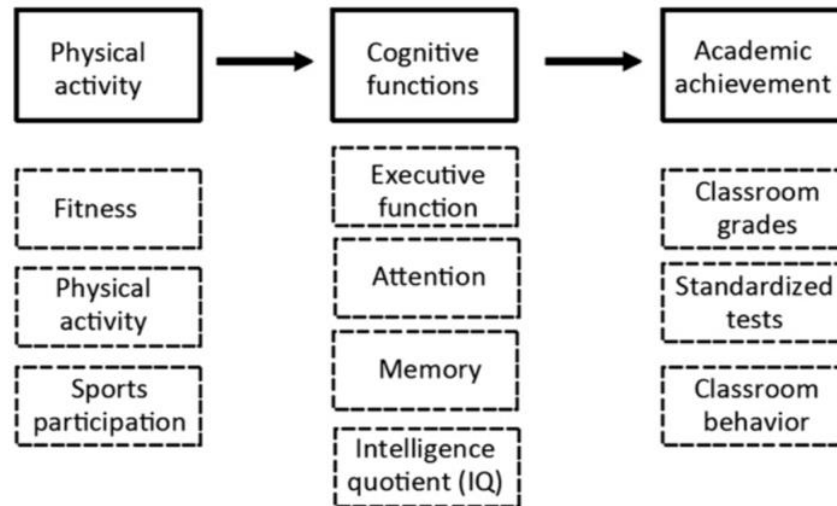 Physical
activity
Cognitive
functions
Academic
achievement
Fitness
Physical
activity
Sports
participation
Executive
function
Attention
Memory
Intelligence
quotient (IQ)
Classroom
grades
Standardized
tests
Classroom
behavior